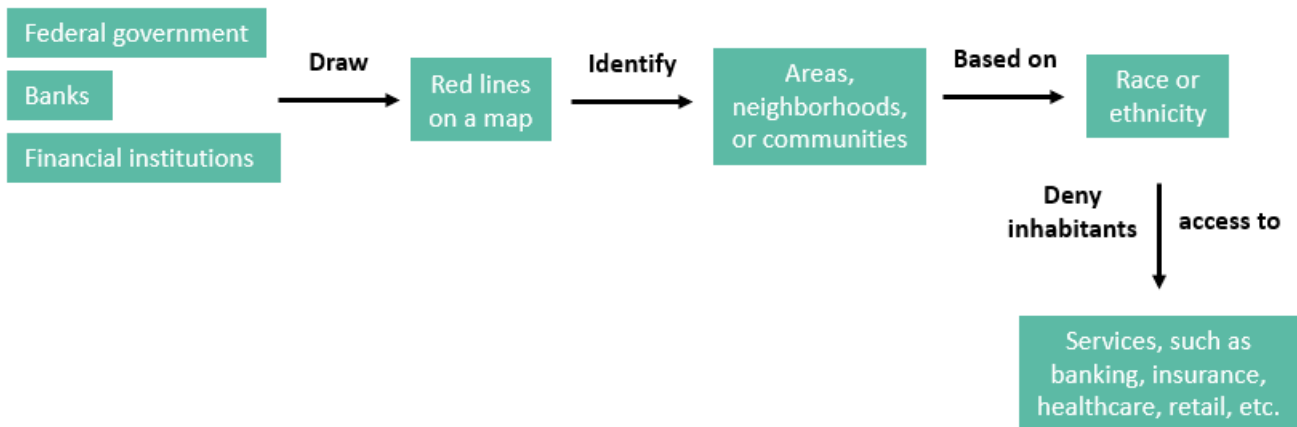 Federal government
Banks
Financial institutions
Draw
Red lines
on a map
Identify
Areas,
neighborhoods,
or communities
Based on
Race or
ethnicity
Deny
inhabitants
access to
Services, such as
banking, insurance,
healthcare, retail, etc.